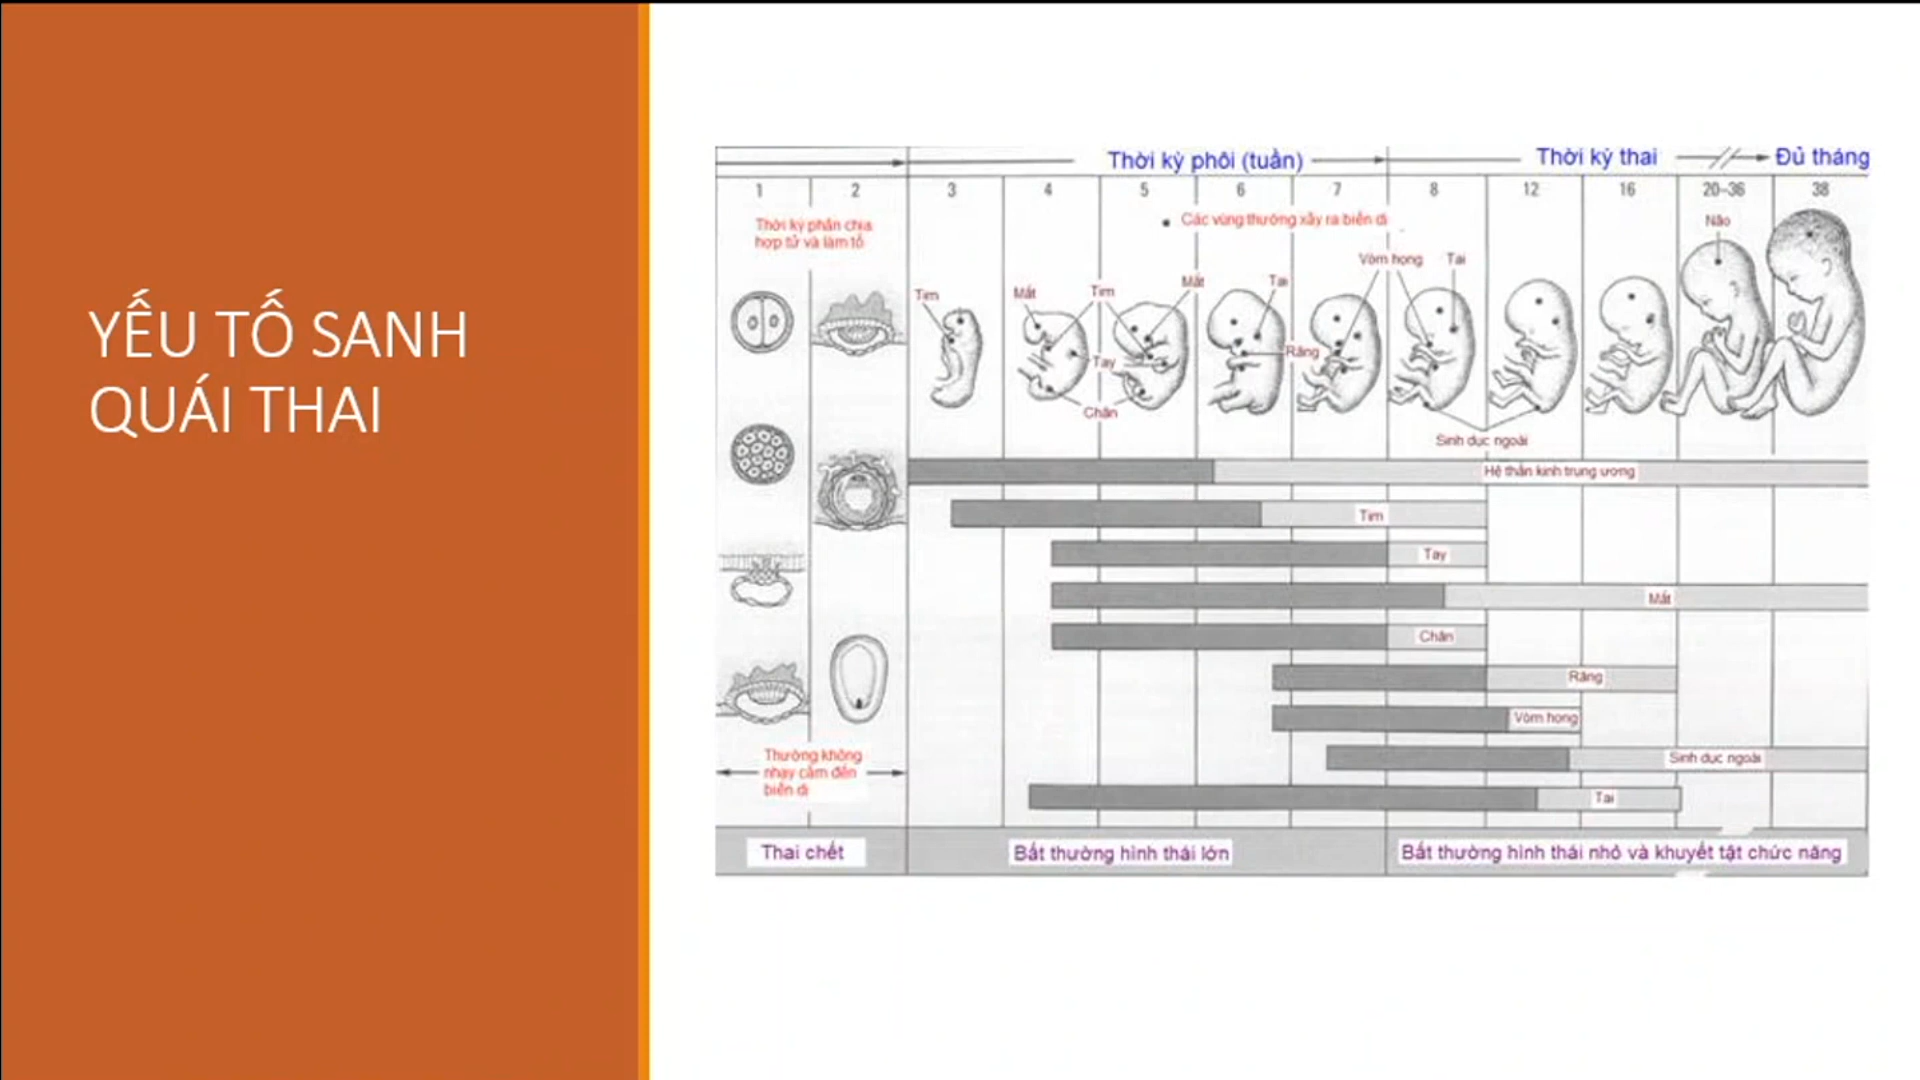 YẾU TỐ SANH
QUÁI THAI
Thời kỳ phôi (tuần)
Thời kỳ thai
Đủ tháng
1 2 3 4 5 6 7 8 12 16 20-36 38
Thời kỳ phân chia
hợp tử và làm tổ
• Các vùng thường xảy ra biến dị
Não
Vòm họng
Tai
Tim
Mắt
Tim
Mắt
Tai
Tay
Răng
Chân
Sinh dục ngoài
Hệ thần kinh trung ương
Tim
Tay
Mắt
Chân
Răng
Vòm họng
Sinh dục ngoài
Tai
Thường không
nhạy cảm đến
biến dị
Thai chết
Bất thường hình thái lớn
Bất thường hình thái nhỏ và khuyết tật chức năng